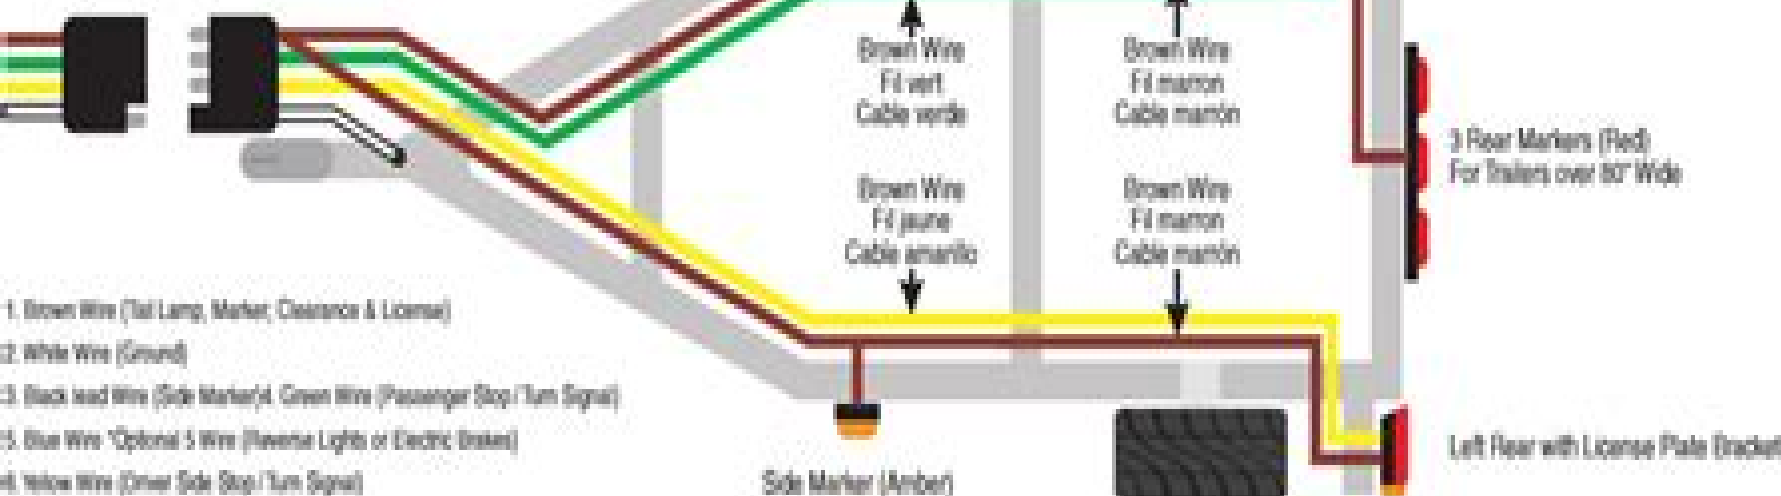 Brown Wire
Fil vert
Cable verde
Brown Wire
Fil marron
Cable marrón
3 Rear Markers (Red)
For Trailers over 80" Wide
Brown Wire
Fil jaune
Cable amarillo
Brown Wire
Fil marron
Cable marrón
1. Brown Wire (Tail Lamp, Marker, Clearance & License)
2. White Wire (Ground)
3. Black lead Wire (Side Marker)4. Green Wire (Passenger Stop / Turn Signal)
5. Blue Wire *Optional 5 Wire (Reverse Lights or Electric Brakes)
6. Yellow Wire (Driver Side Stop / Turn Signal)
Side Marker (Amber)
Left Rear with License Plate Bracket